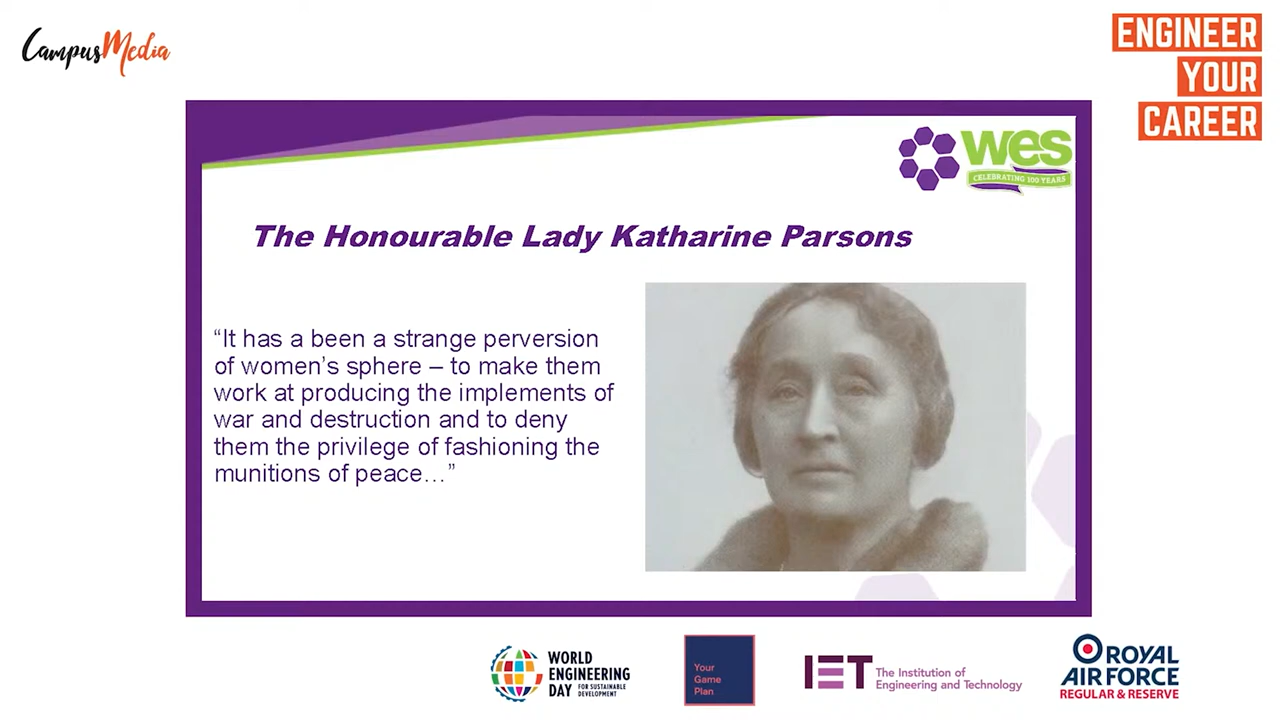 CampusMedia
ENGINEER
YOUR
CAREER
wes
CELEBRATING 100 YEARS
The Honourable Lady Katharine Parsons
“It has a been a strange perversion
of women’s sphere – to make them
work at producing the implements of
war and destruction and to deny
them the privilege of fashioning the
munitions of peace…”
WORLD
ENGINEERING
DAY FOR SUSTAINABLE
DEVELOPMENT
Your
Game
Plan
IET The Institution of
Engineering and Technology
ROYAL
AIR FORCE
REGULAR & RESERVE